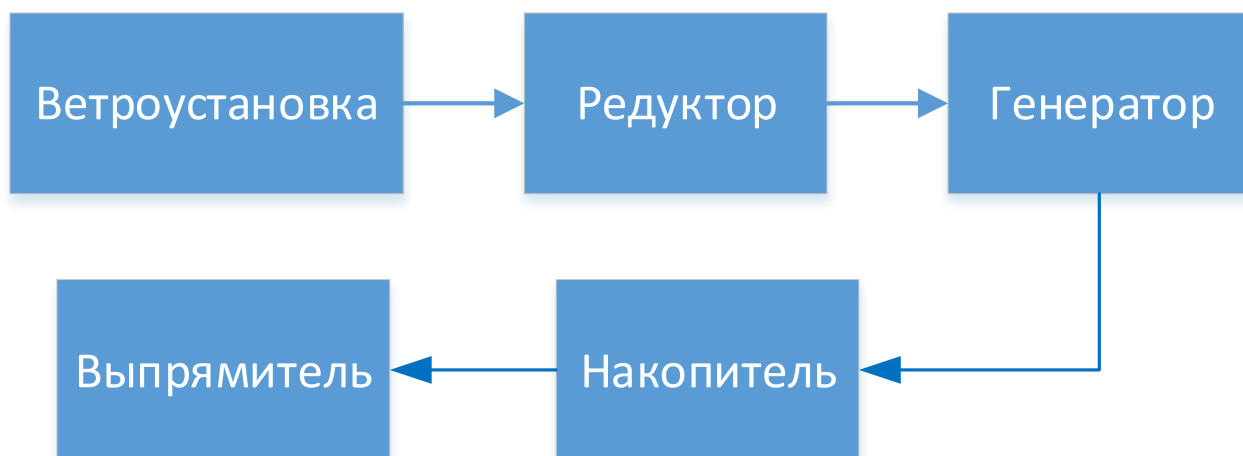 Ветроустановка
Редуктор
Генератор
Накопитель
Выпрямитель